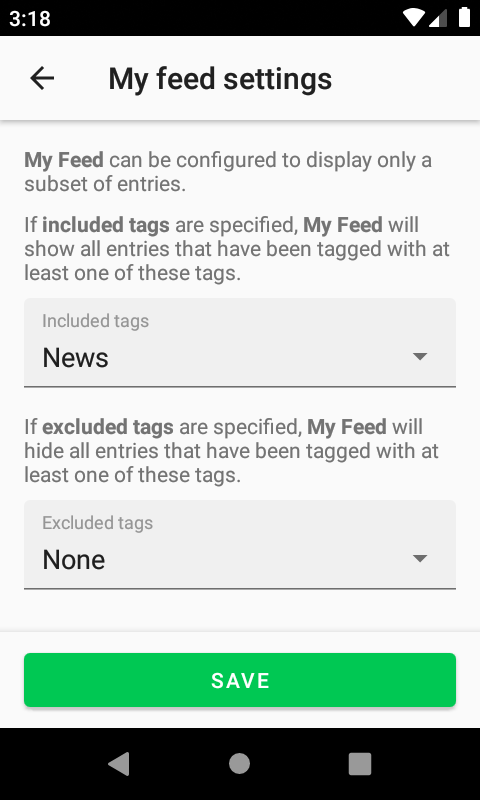 3:18
My feed settings
My Feed can be configured to display only a
subset of entries.
If included tags are specified, My Feed will
show all entries that have been tagged with at
least one of these tags.
Included tags
News
If excluded tags are specified, My Feed will
hide all entries that have been tagged with at
least one of these tags.
Excluded tags
None
SAVE